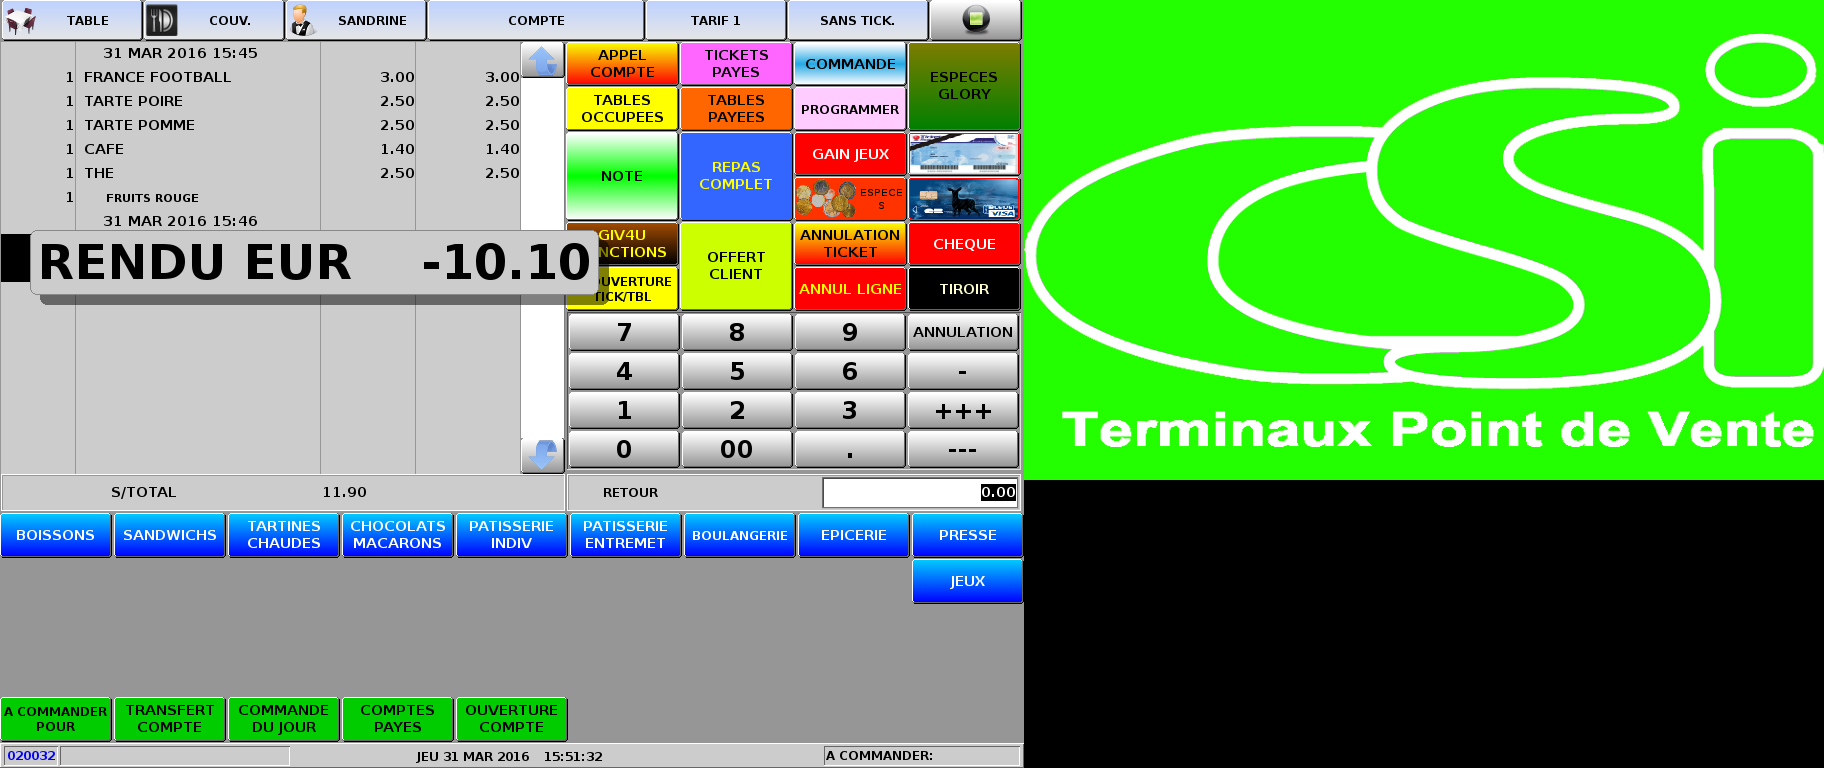 TABLE COUV. SANDRINE COMPTE TARIF 1 SANS TICK.
31 MAR 2016 15:45
1 FRANCE FOOTBALL 3.00 3.00
1 TARTE POIRE 2.50 2.50
1 TARTE POMME 2.50 2.50
1 CAFE 1.40 1.40
1 THE 2.50 2.50
1 FRUITS ROUGE
31 MAR 2016 15:46
RENDU EUR -10.10
APPEL
COMPTE
TICKETS
PAYES
COMMANDE
ESPECES
GLORY
TABLES
OCCUPEES
TABLES
PAYEES
PROGRAMMER
NOTE
REPAS
COMPLET
GAIN JEUX
ESPECE
S
VISA
GIV4U
NCTIONS
OFFERT
CLIENT
ANNULATION
TICKET
CHEQUE
UVERTURE
TICK/TBL
ANNUL LIGNE
TIROIR
7 8 9 ANNULATION
4 5 6 -
1 2 3 +++
0 00 . ---
S/TOTAL 11.90
RETOUR 0.00
BOISSONS
SANDWICHS
TARTINES
CHAUDES
CHOCOLATS
MACARONS
PATISSERIE
INDIV
PATISSERIE
ENTREMET
BOULANGERIE
EPICERIE
PRESSE
JEUX
A COMMANDER
POUR
TRANSFERT
COMPTE
COMMANDE
DU JOUR
COMPTES
PAYES
OUVERTURE
COMPTE
020032 JEU 31 MAR 2016 15:51:32 A COMMANDER:
CSi
Terminaux Point de Vente